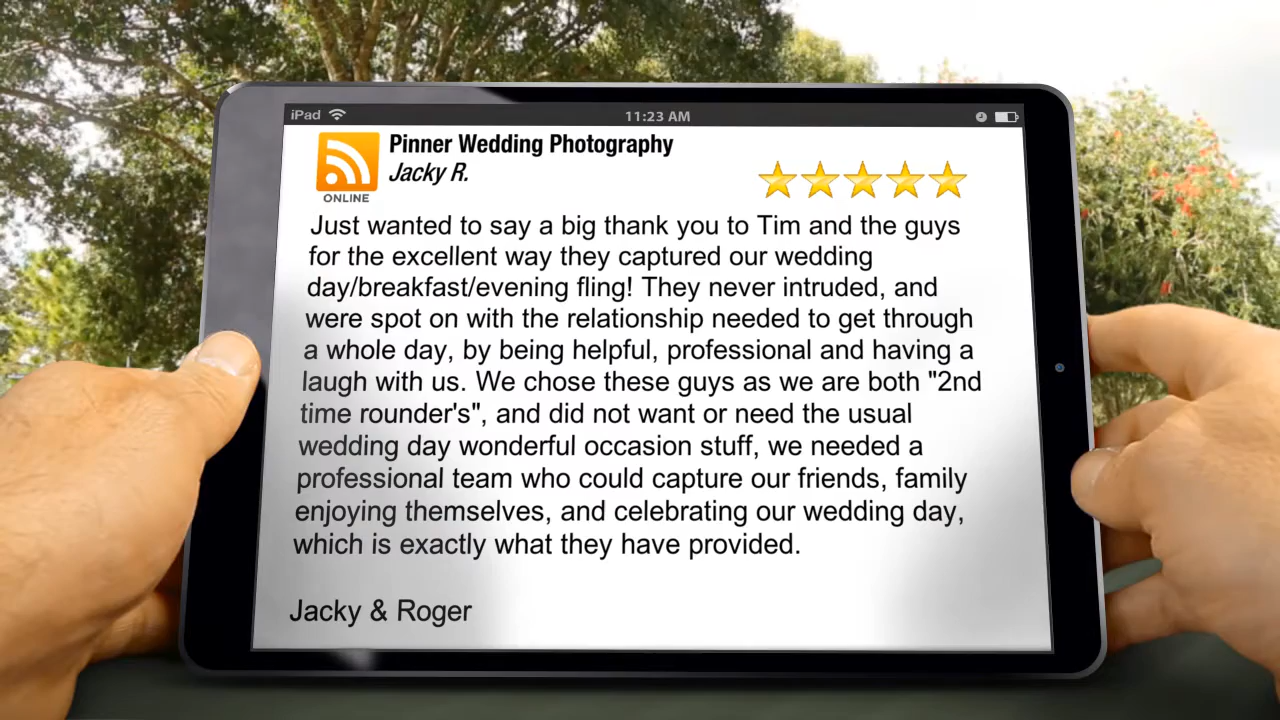 iPad 11:23 AM
Pinner Wedding Photography
Jacky R.
ONLINE
Just wanted to say a big thank you to Tim and the guys
for the excellent way they captured our wedding
day/breakfast/evening fling! They never intruded, and
were spot on with the relationship needed to get through
a whole day, by being helpful, professional and having a
laugh with us. We chose these guys as we are both "2nd
time rounder's", and did not want or need the usual
wedding day wonderful occasion stuff, we needed a
professional team who could capture our friends, family
enjoying themselves, and celebrating our wedding day,
which is exactly what they have provided.
Jacky & Roger